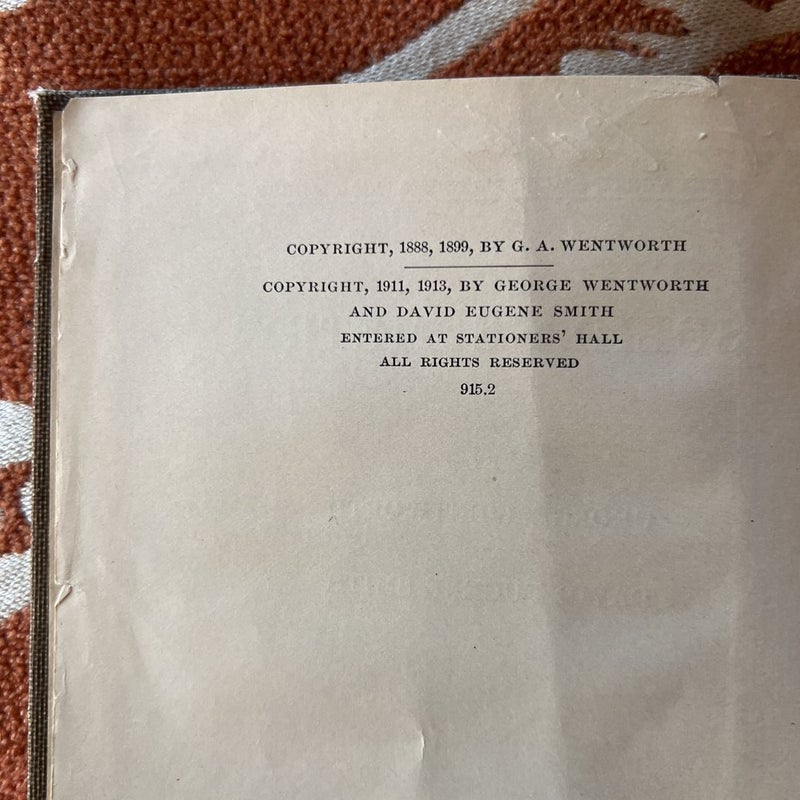 COPYRIGHT, 1888, 1899, BY G. A. WENTWORTH
COPYRIGHT, 1911, 1913, BY GEORGE WENTWORTH
AND DAVID EUGENE SMITH
ENTERED AT STATIONERS' HALL
ALL RIGHTS RESERVED
915.2